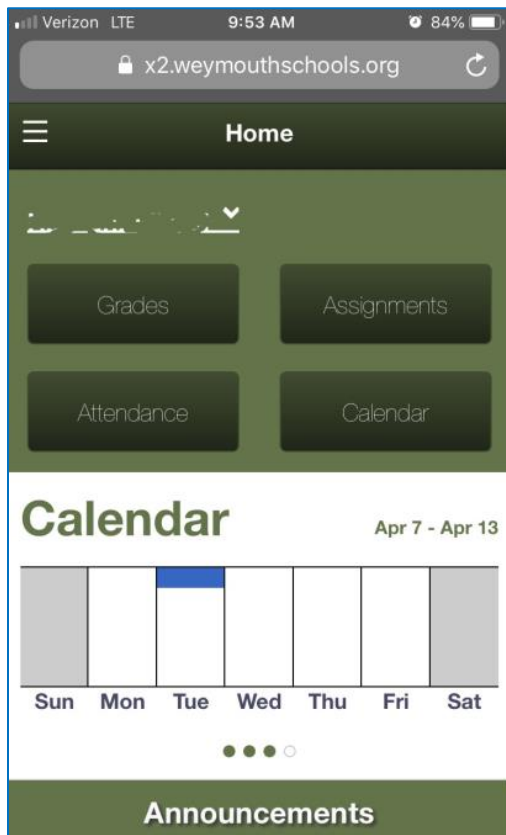 Verizon LTE 9:53 AM 84%
x2.weymouthschools.org
Home
Grades Assignments
Attendance Calendar
Calendar Apr 7 - Apr 13
Sun Mon Tue Wed Thu Fri Sat
Announcements